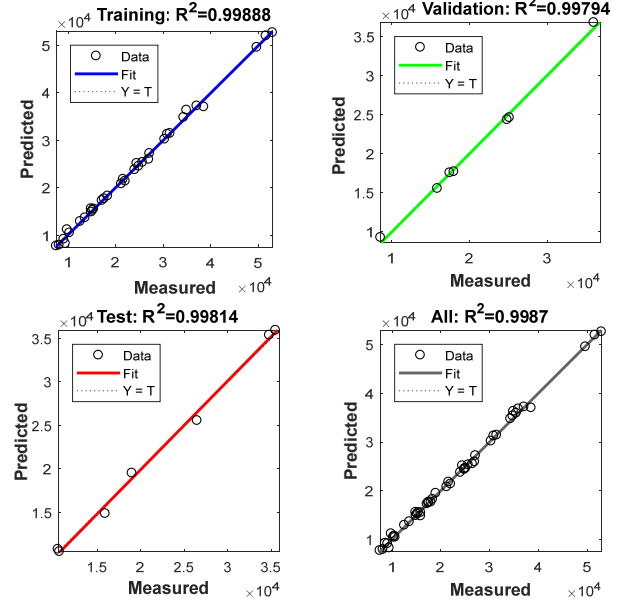 Training: R²=0.99888
×10⁴
5
4
3
2
1
Data
Fit
Y = T
Predicted
1
2
3
4
5
Measured
×10⁴
Validation: R²=0.99794
×10⁴
3.5
3
2.5
2
1.5
1
Data
Fit
Y = T
Predicted
1
2
3
Measured
×10⁴
Test: R²=0.99814
×10⁴
3.5
2.5
1.5
Data
Fit
Y = T
Predicted
1.5
2
2.5
3
3.5
Measured
×10⁴
All: R²=0.9987
×10⁴
5
4
3
2
1
Data
Fit
Y = T
Predicted
1
2
3
4
5
Measured
×10⁴